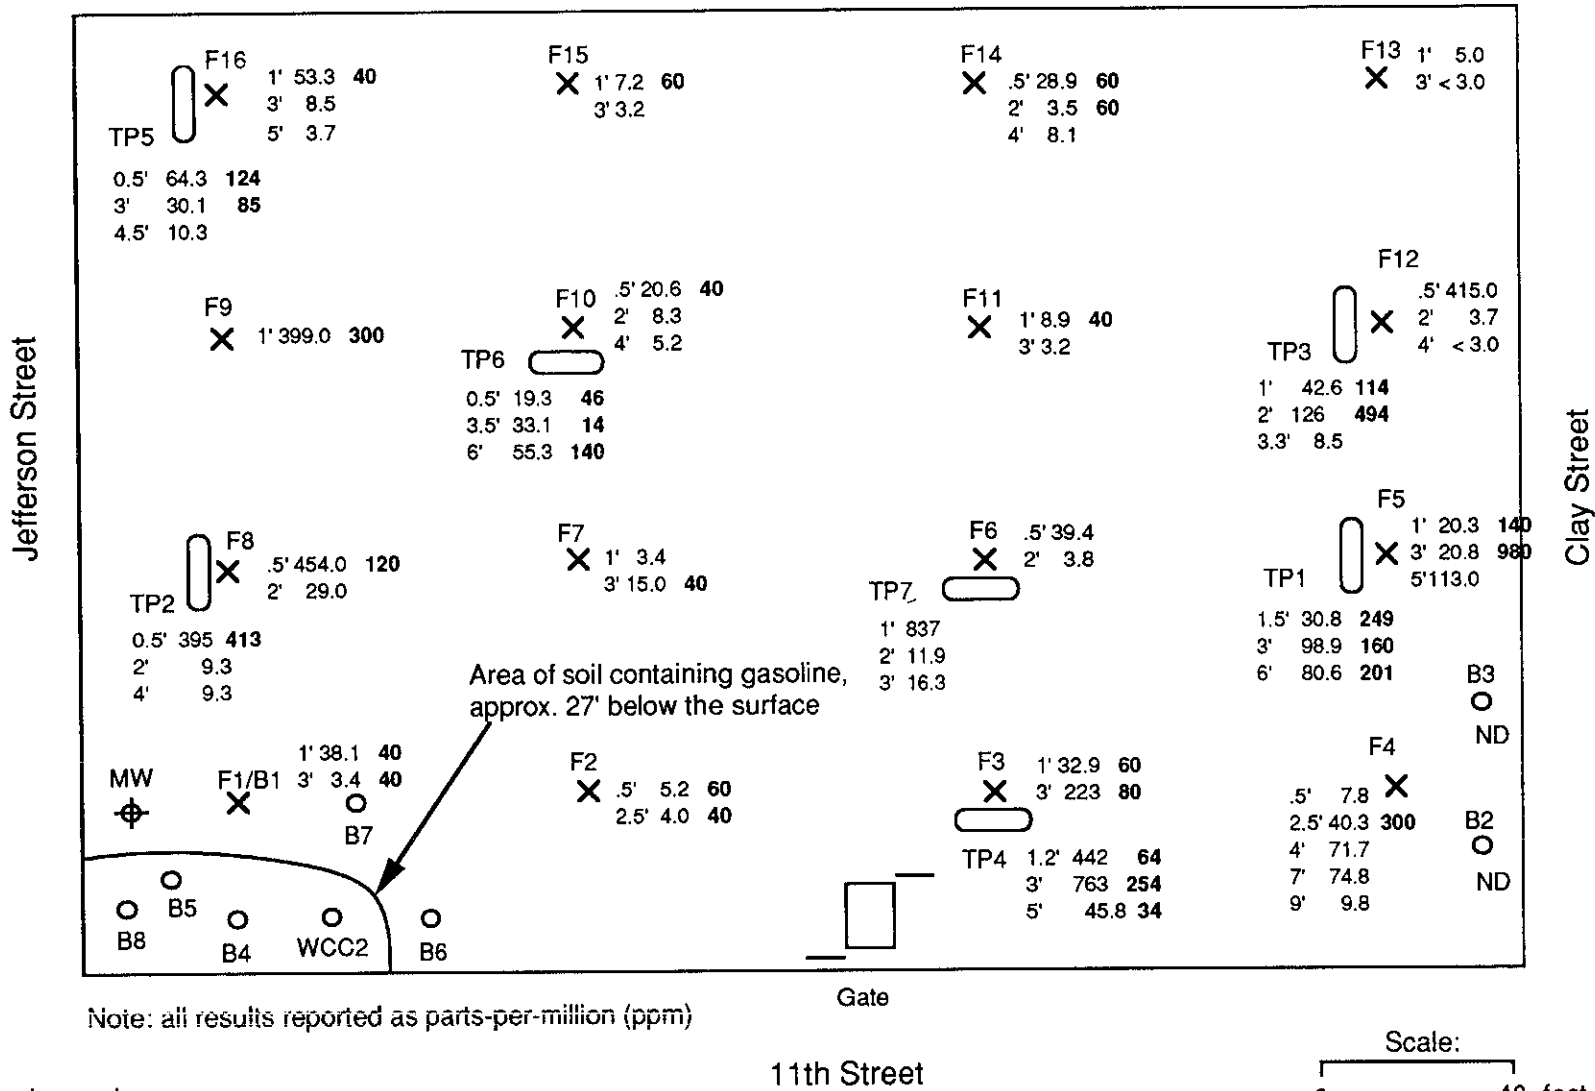 F16
1' 53.3 40
3' 8.5
5' 3.7
TP5
0.5' 64.3 124
3' 30.1 85
4.5' 10.3
F15
1' 7.2 60
3' 3.2
F14
.5' 28.9 60
2' 3.5 60
4' 8.1
F13
1' 5.0
3' < 3.0
F9
1' 399.0 300
F10
.5' 20.6 40
2' 8.3
4' 5.2
TP6
0.5' 19.3 46
3.5' 33.1 14
6' 55.3 140
F11
1' 8.9 40
3' 3.2
F12
.5' 415.0
2' 3.7
4' < 3.0
TP3
1' 42.6 114
2' 126 494
3.3' 8.5
Jefferson Street
Clay Street
F8
.5' 454.0 120
2' 29.0
TP2
0.5' 395 413
2' 9.3
4' 9.3
F7
1' 3.4
3' 15.0 40
F6
.5' 39.4
2' 3.8
TP7
1' 837
2' 11.9
3' 16.3
F5
1' 20.3 140
3' 20.8 980
5' 113.0
TP1
1.5' 30.8 249
3' 98.9 160
6' 80.6 201
B3
ND
Area of soil containing gasoline,
approx. 27' below the surface
MW
F1/B1
1' 38.1 40
3' 3.4 40
B7
F2
.5' 5.2 60
2.5' 4.0 40
F3
1' 32.9 60
3' 223 80
TP4
1.2' 442 64
3' 763 254
5' 45.8 34
F4
.5' 7.8
2.5' 40.3 300
4' 71.7
7' 74.8
9' 9.8
B2
ND
B5
B8
B4
WCC2
B6
Gate
Note: all results reported as parts-per-million (ppm)
11th Street
Scale: